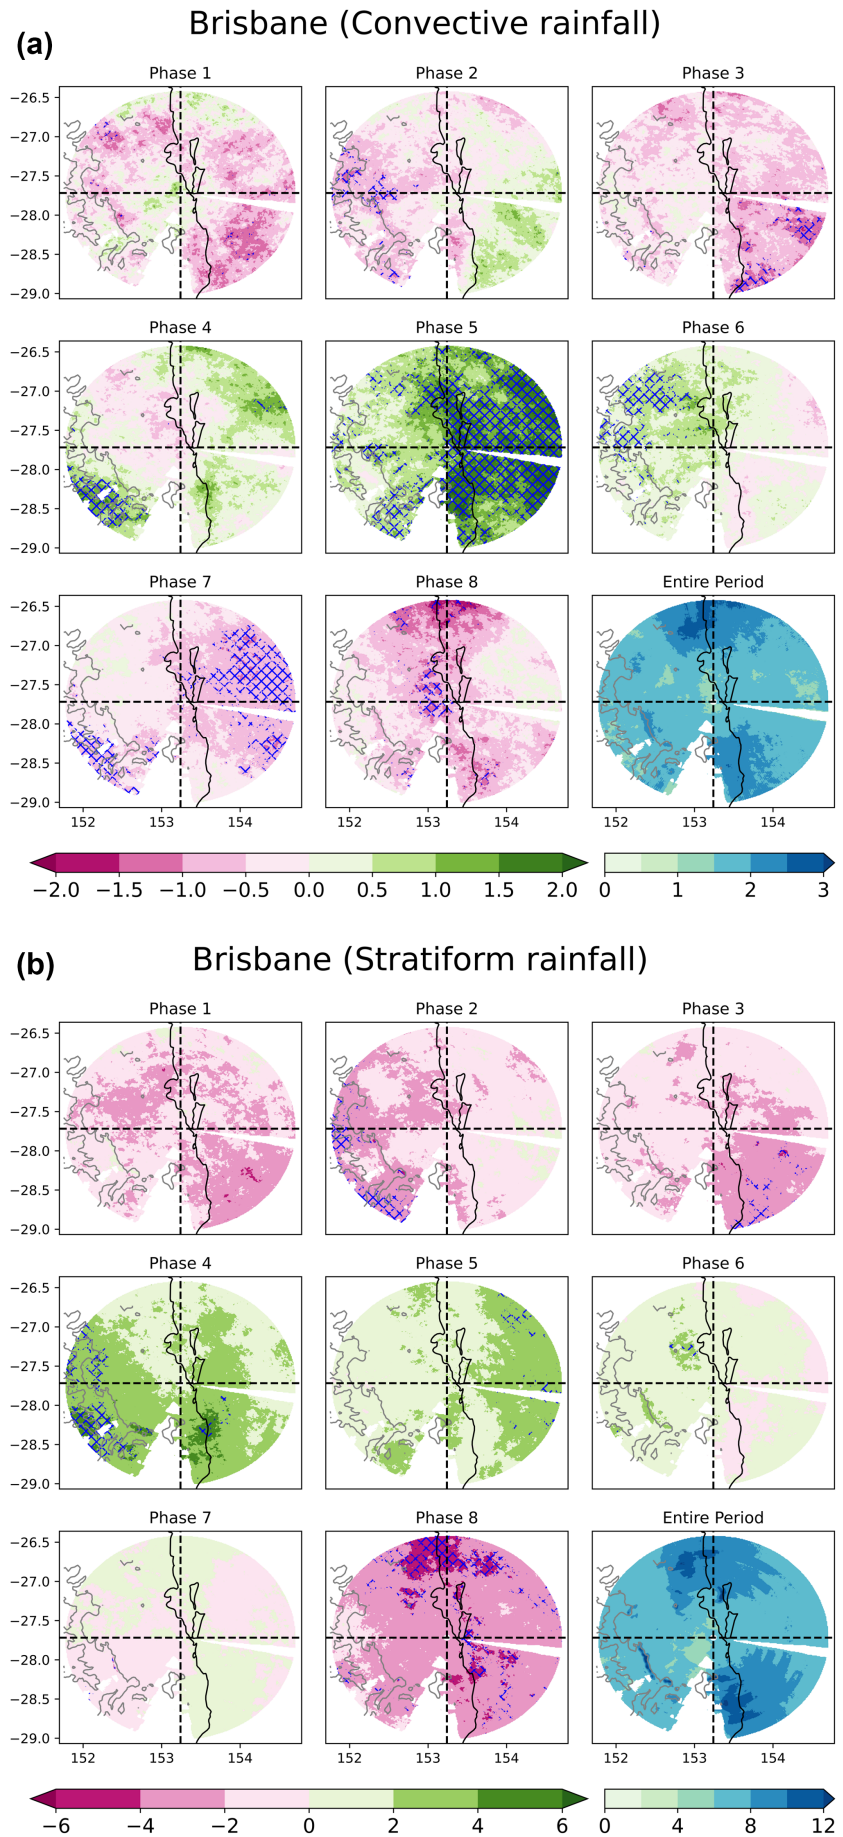 Brisbane (Convective rainfall)
(a)
Phase 1 Phase 2 Phase 3
−26.5
−27.0
−27.5
−28.0
−28.5
−29.0
Phase 4 Phase 5 Phase 6
−26.5
−27.0
−27.5
−28.0
−28.5
−29.0
Phase 7 Phase 8 Entire Period
−26.5
−27.0
−27.5
−28.0
−28.5
−29.0
152 153 154 152 153 154 152 153 154
−2.0 −1.5 −1.0 −0.5 0.0 0.5 1.0 1.5 2.0 0 1 2 3
(b)
Brisbane (Stratiform rainfall)
Phase 1 Phase 2 Phase 3
−26.5
−27.0
−27.5
−28.0
−28.5
−29.0
Phase 4 Phase 5 Phase 6
−26.5
−27.0
−27.5
−28.0
−28.5
−29.0
Phase 7 Phase 8 Entire Period
−26.5
−27.0
−27.5
−28.0
−28.5
−29.0
152 153 154 152 153 154 152 153 154
−6 −4 −2 0 2 4 6 0 4 8 12